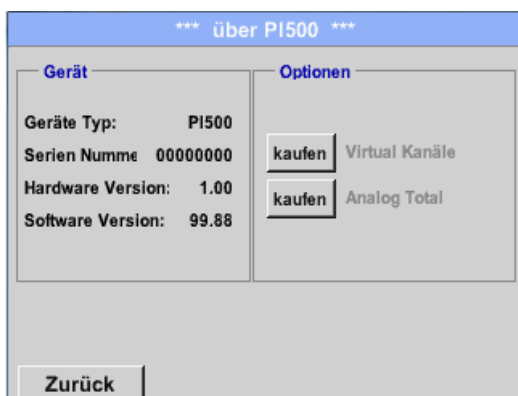 *** über PI500 ***
Gerät
Geräte Typ: PI500
Serien Numme 00000000
Hardware Version: 1.00
Software Version: 99.88
Optionen
kaufen Virtual Kanäle
kaufen Analog Total
Zurück